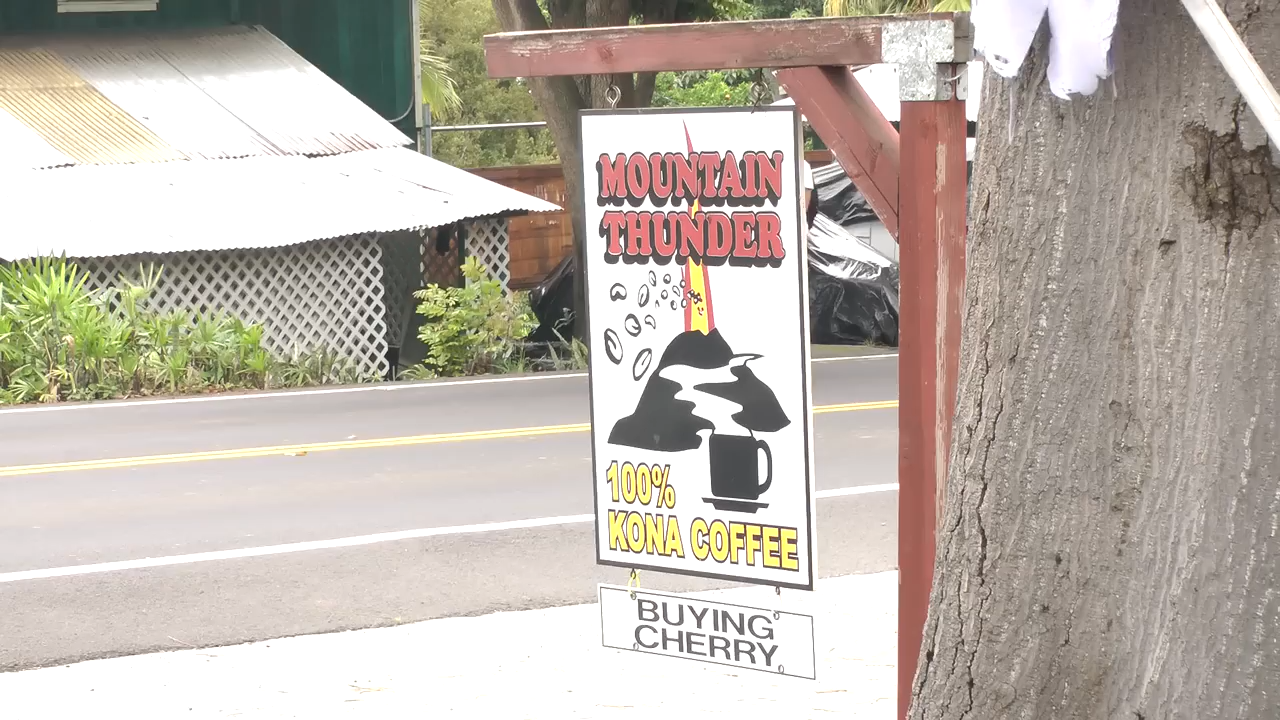 MOUNTAIN
THUNDER
100%
KONA COFFEE
BUYING
CHERRY